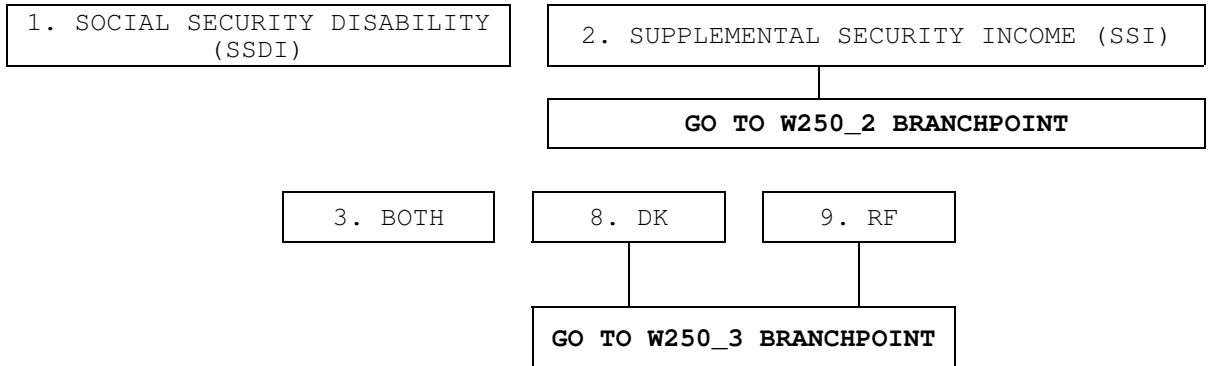 1. SOCIAL SECURITY DISABILITY
(SSDI)
2. SUPPLEMENTAL SECURITY INCOME (SSI)
GO TO W250_2 BRANCHPOINT
3. BOTH
8. DK
9. RF
GO TO W250_3 BRANCHPOINT